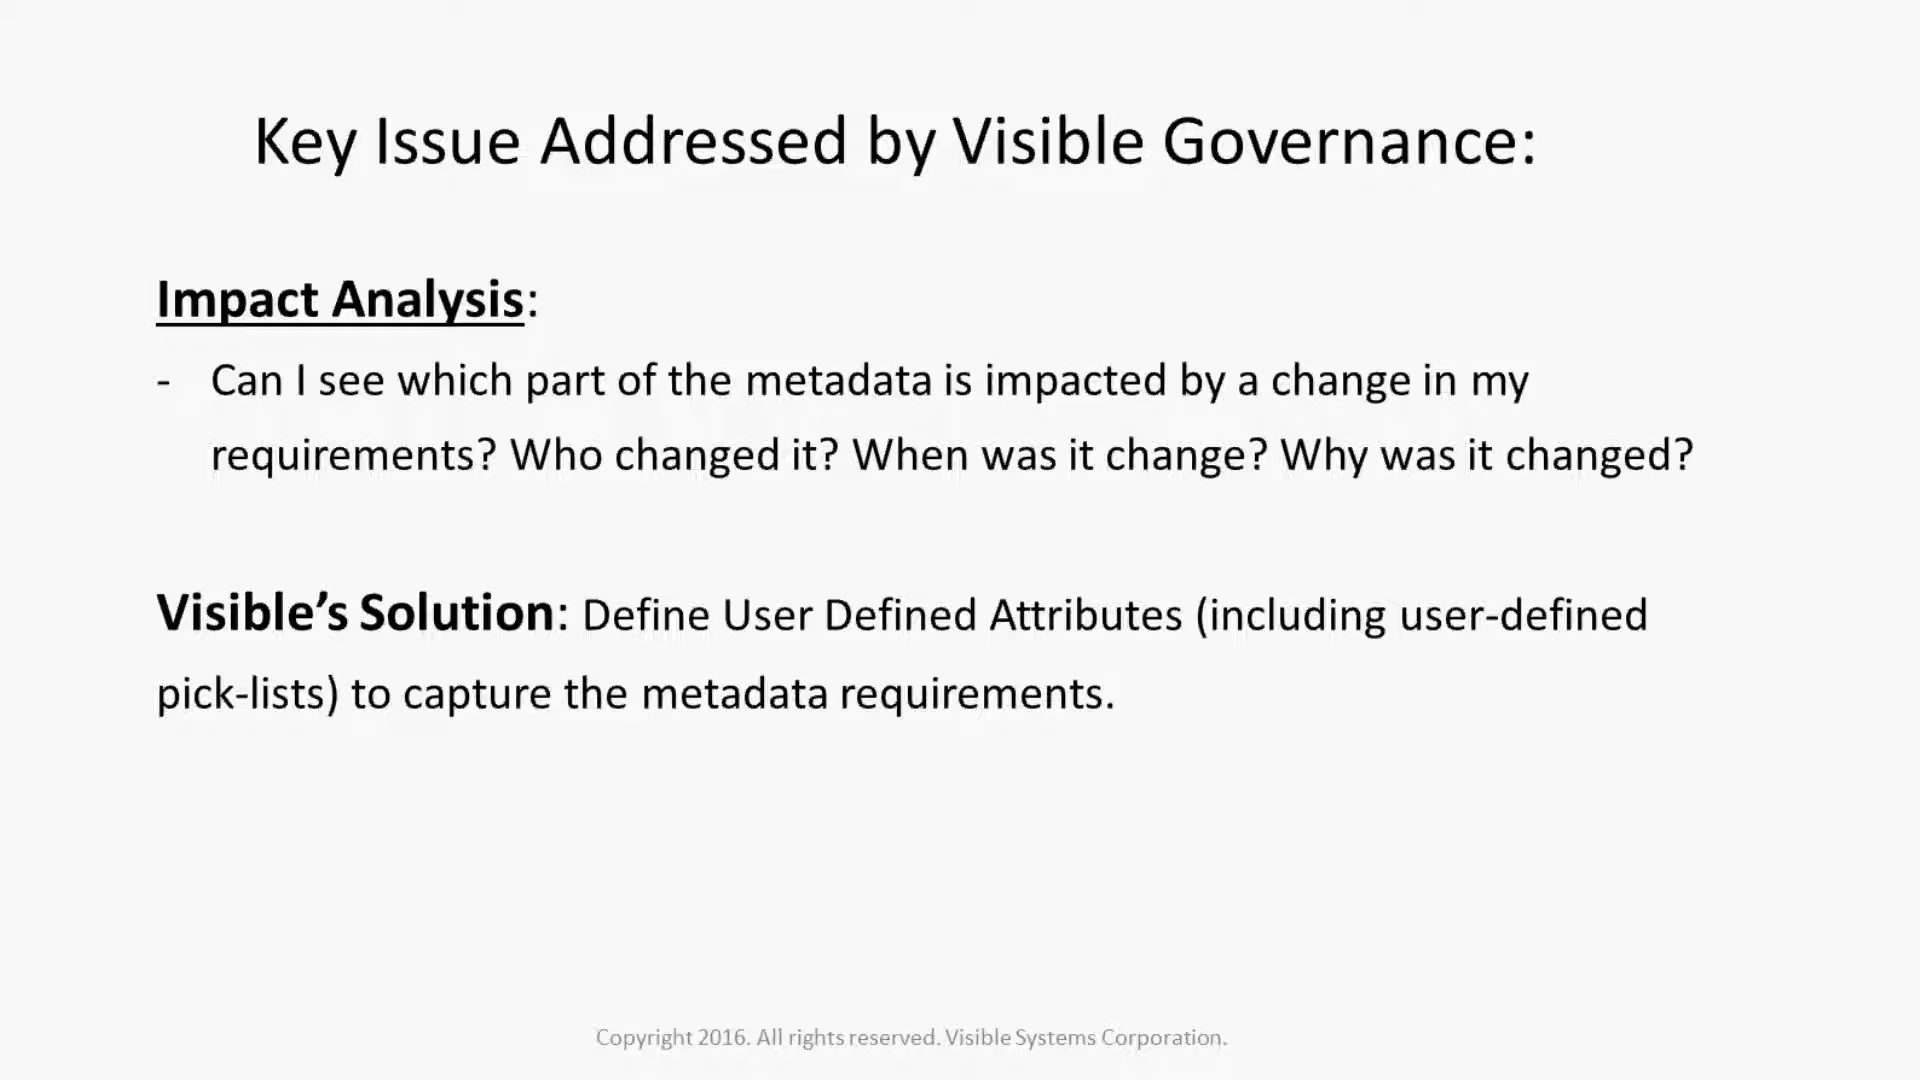 Key Issue Addressed by Visible Governance:
Impact Analysis:
- Can I see which part of the metadata is impacted by a change in my
requirements? Who changed it? When was it change? Why was it changed?
Visible’s Solution: Define User Defined Attributes (including user-defined
pick-lists) to capture the metadata requirements.
Copyright 2016. All rights reserved. Visible Systems Corporation.